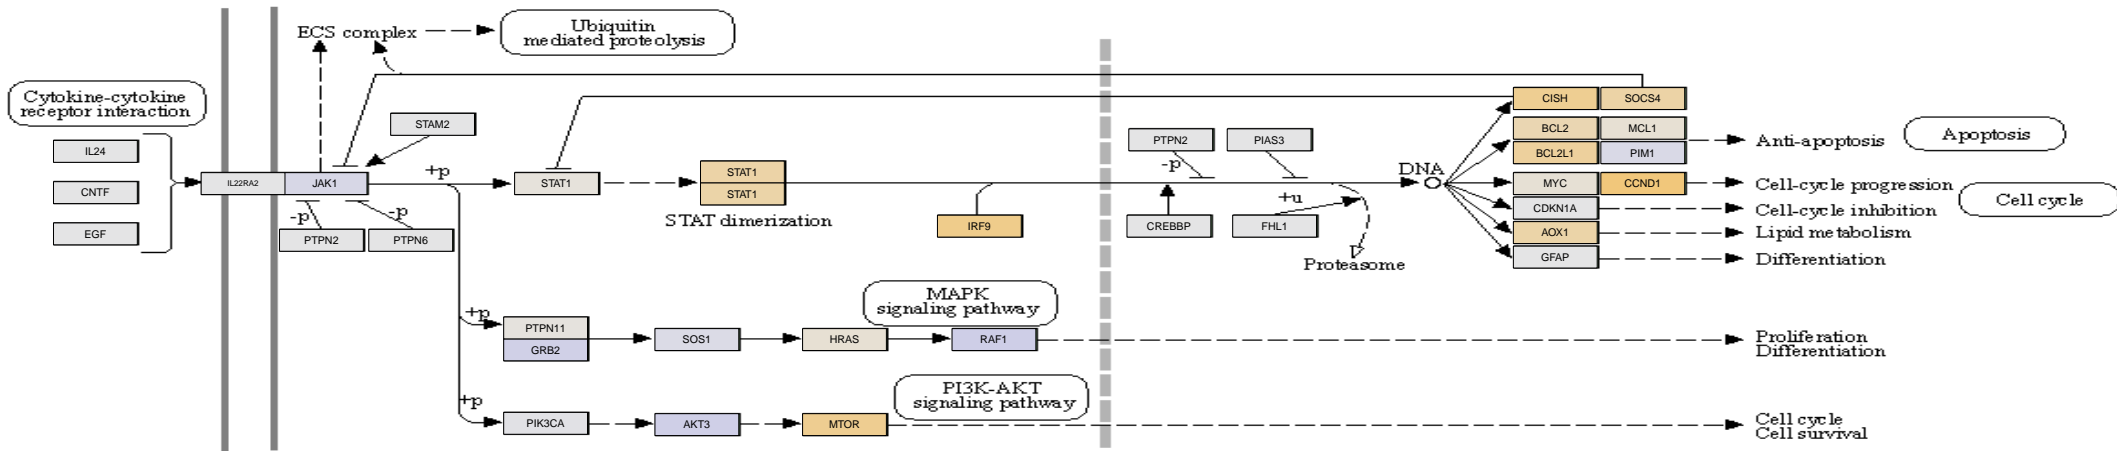 ECS complex
Ubiquitin
mediated proteolysis
Cytokine-cytokine
receptor interaction
IL24
CNTF
EGF
STAM2
IL22RA2
JAK1
+p
-p
-p
PTPN2
PTPN6
STAT1
STAT1
STAT1
STAT dimerization
IRF9
PTPN2
PIAS3
-p
+u
CREBBP
FHL1
Proteasome
DNA
CISH
SOCS4
BCL2
MCL1
BCL2L1
PIM1
MYC
CCND1
CDKN1A
AOX1
GFAP
Anti-apoptosis
Apoptosis
Cell-cycle progression
Cell-cycle inhibition
Cell cycle
Lipid metabolism
Differentiation
MAPK
signaling pathway
+p
PTPN11
GRB2
SOS1
HRAS
RAF1
Proliferation
Differentiation
PI3K-AKT
signaling pathway
+p
PIK3CA
AKT3
MTOR
Cell cycle
Cell survival